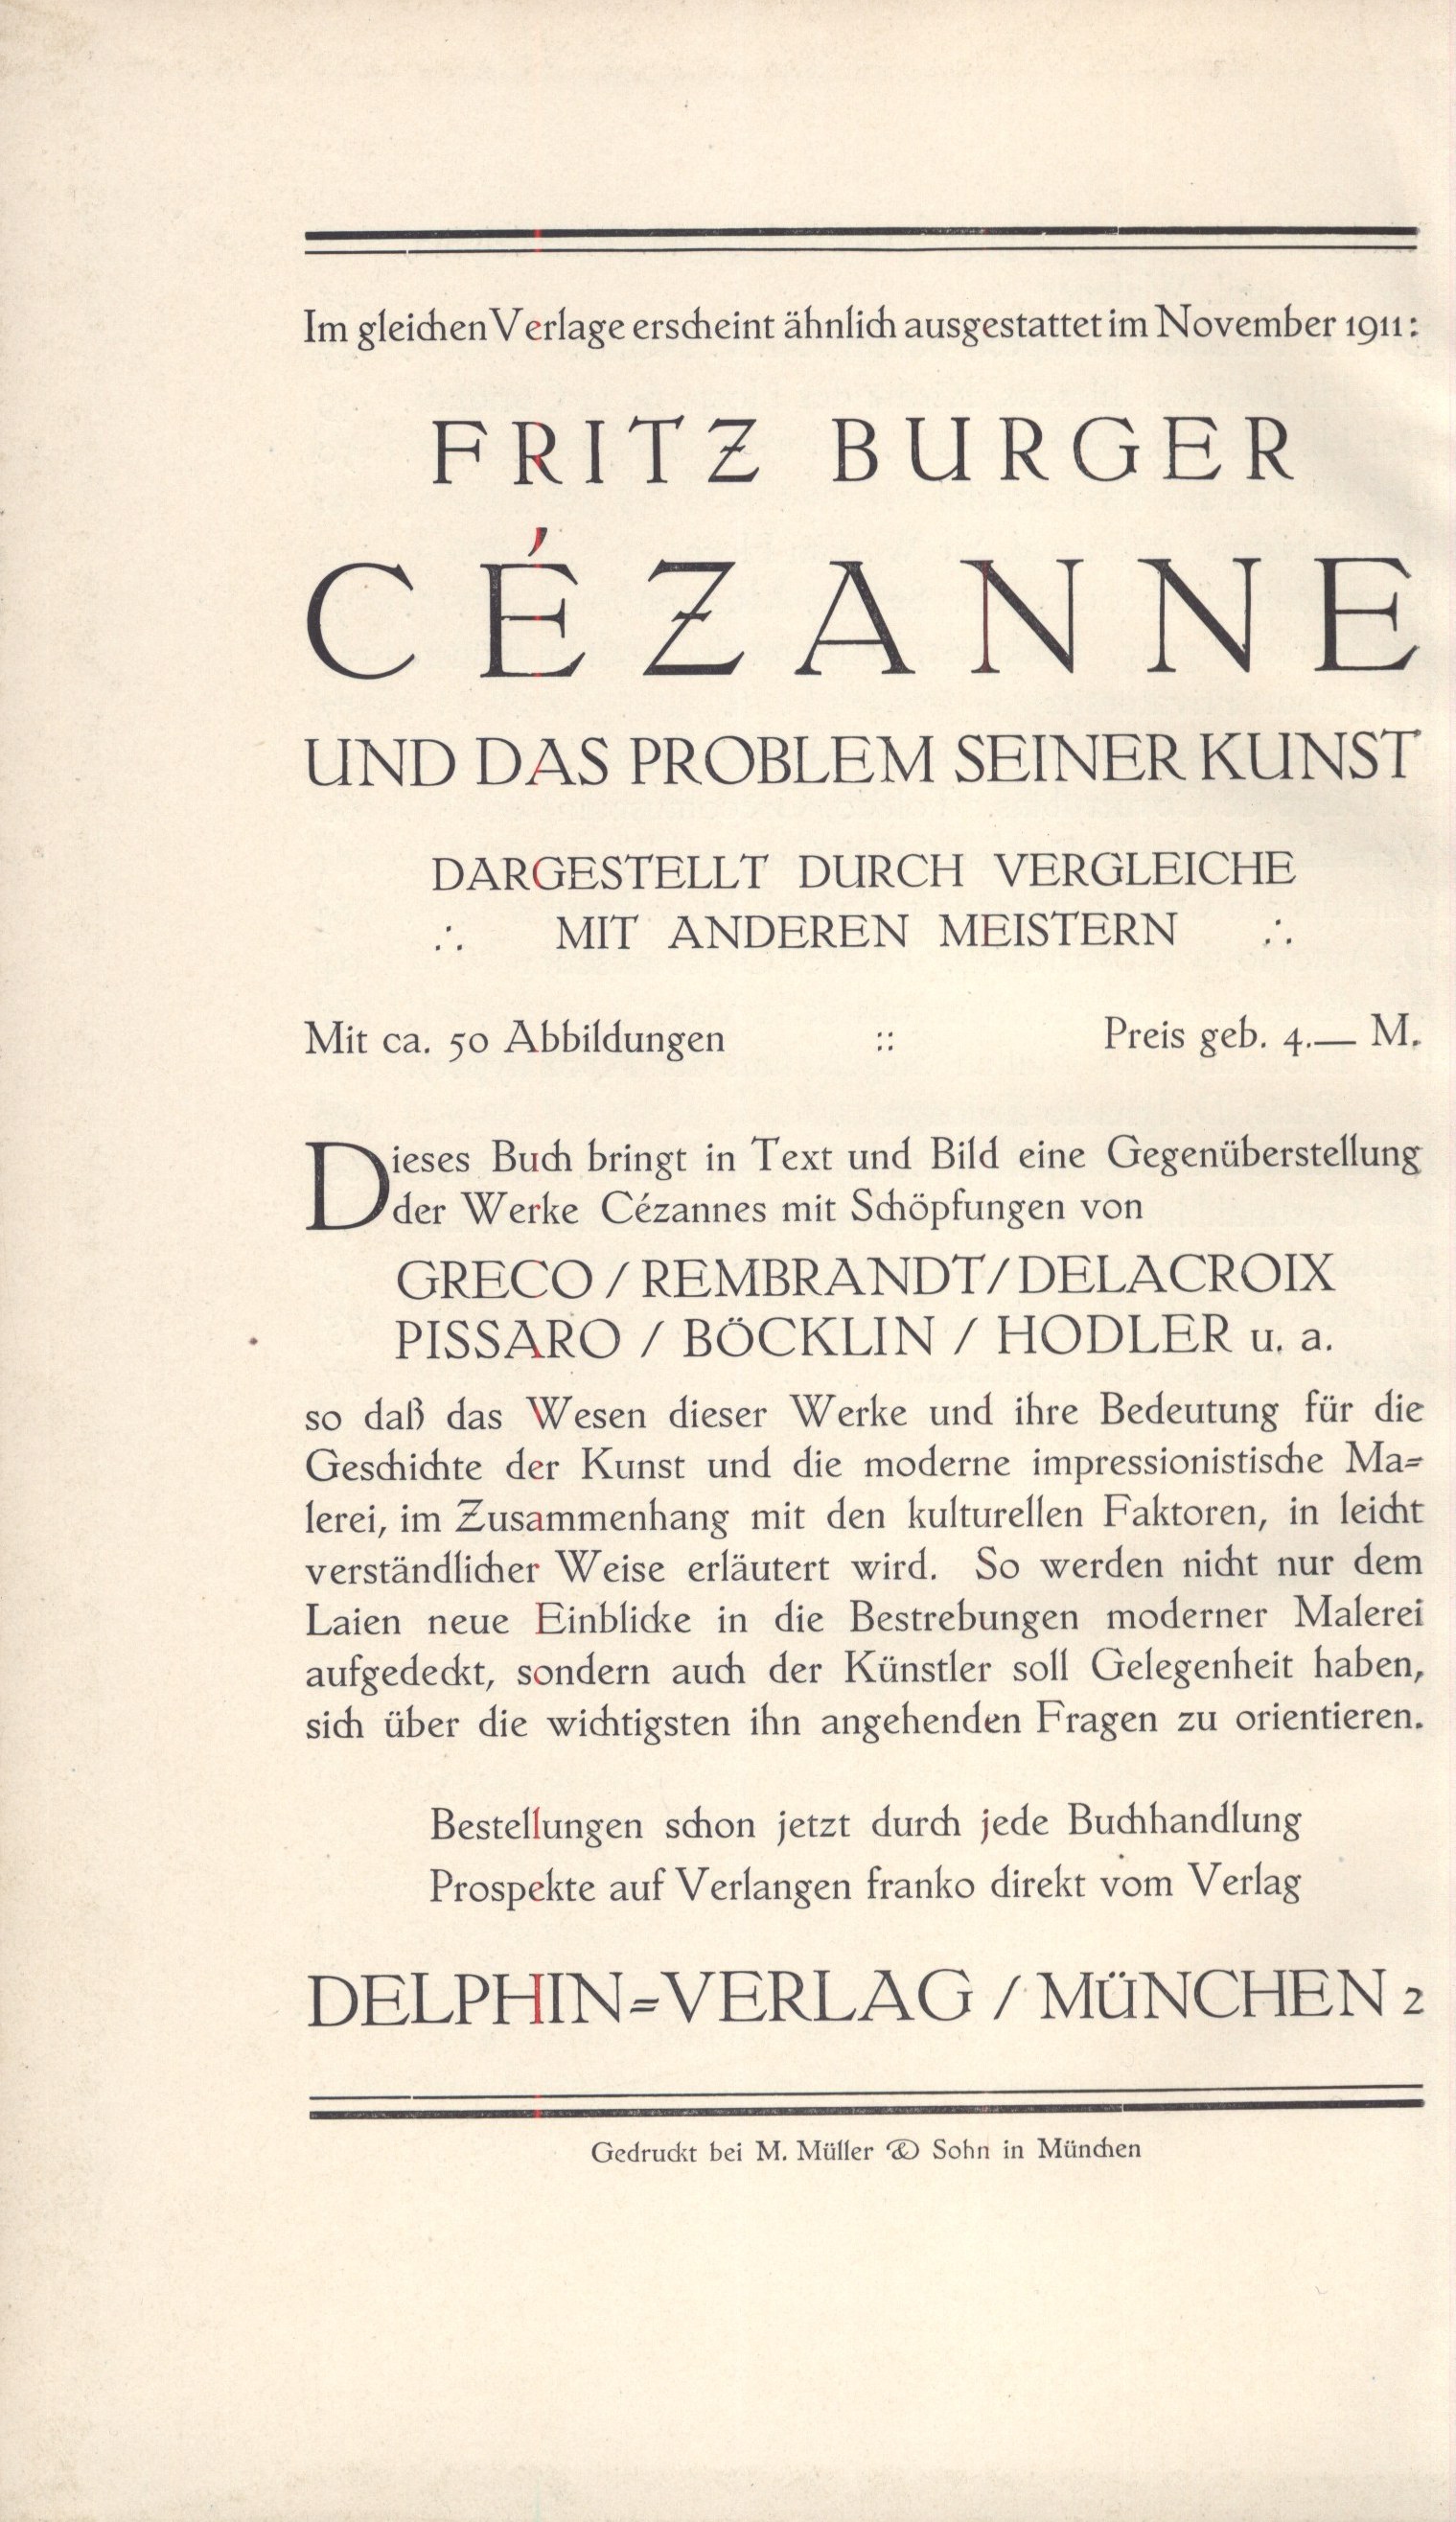 Im gleichen Verlage erscheint ähnlich ausgestattet im November 1911:
FRITZ BURGER
CÉZANNE
UND DAS PROBLEM SEINER KUNST
DARGESTELLT DURCH VERGLEICHE
∴ MIT ANDEREN MEISTERN ∴
Mit ca. 50 Abbildungen :: Preis geb. 4.— M.
Dieses Buch bringt in Text und Bild eine Gegenüberstellung
der Werke Cézannes mit Schöpfungen von
GRECO / REMBRANDT / DELACROIX
PISSARO / BÖCKLIN / HODLER u. a.
so daß das Wesen dieser Werke und ihre Bedeutung für die
Geschichte der Kunst und die moderne impressionistische Ma=
lerei, im Zusammenhang mit den kulturellen Faktoren, in leicht
verständlicher Weise erläutert wird. So werden nicht nur dem
Laien neue Einblicke in die Bestrebungen moderner Malerei
aufgedeckt, sondern auch der Künstler soll Gelegenheit haben,
sich über die wichtigsten ihn angehenden Fragen zu orientieren.
Bestellungen schon jetzt durch jede Buchhandlung
Prospekte auf Verlangen franko direkt vom Verlag
DELPHIN=VERLAG / MÜNCHEN 2
Gedruckt bei M. Müller & Sohn in München